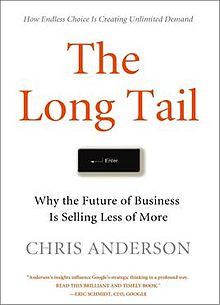 How Endless Choice Is Creating Unlimited Demand
The
Long Tail
Enter
Why the Future of Business
Is Selling Less of More
CHRIS ANDERSON
"Anderson's insights influence Google's strategic thinking in a profound way.
READ THIS BRILLIANT AND TIMELY BOOK."
—ERIC SCHMIDT, CEO, GOOGLE